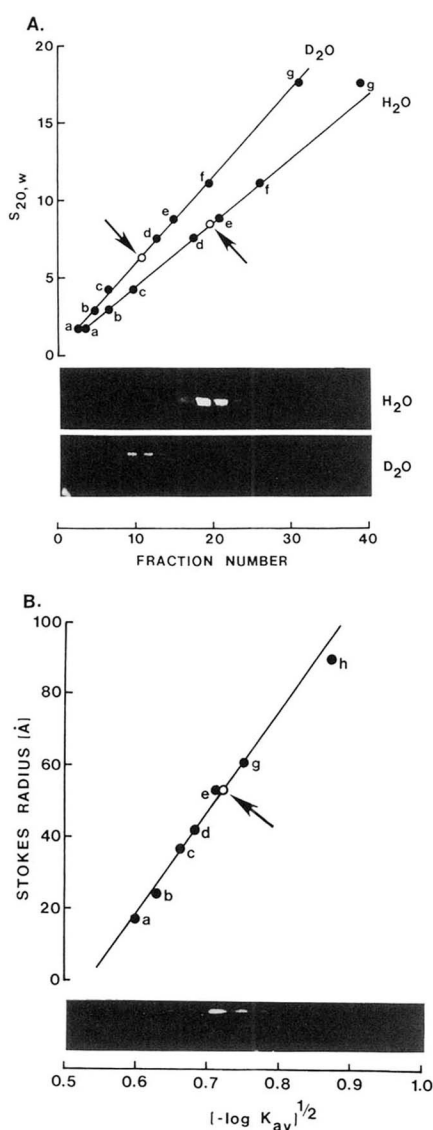 A.
D₂O
H₂O
20
15
10
5
0
S₂₀,w
g
g
f
f
e
e
d
d
c
c
b
b
a
a
H₂O
D₂O
0 10 20 30 40
FRACTION NUMBER
B.
100
80
60
40
20
0
STOKES RADIUS [Å]
h
g
e
d
c
b
a
0.5 0.6 0.7 0.8 0.9 1.0
[-log Kav]1/2